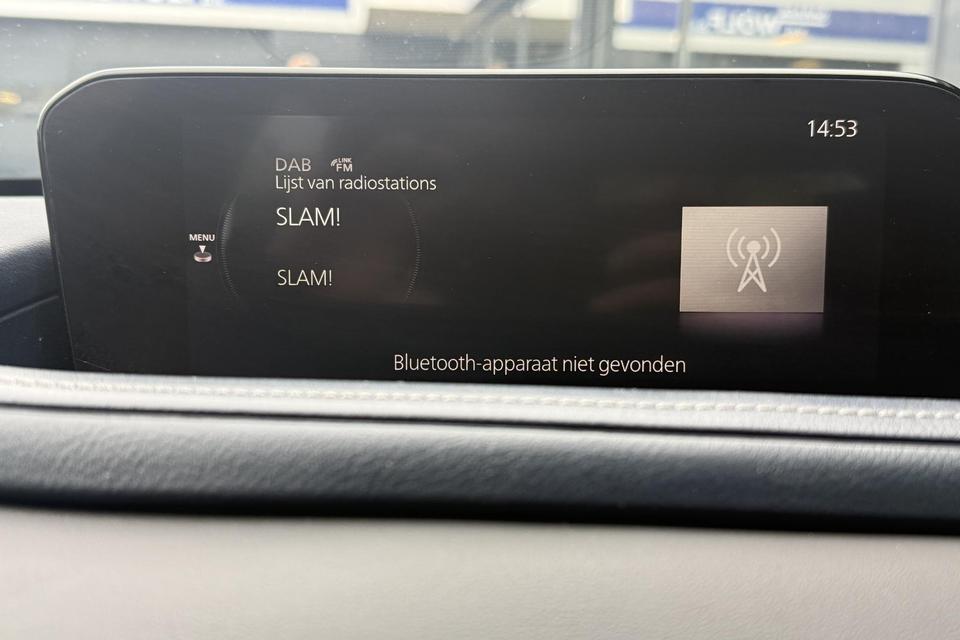 14:53
DAB LINK FM
Lijst van radiostations
SLAM!
MENU
SLAM!
Bluetooth-apparaat niet gevonden